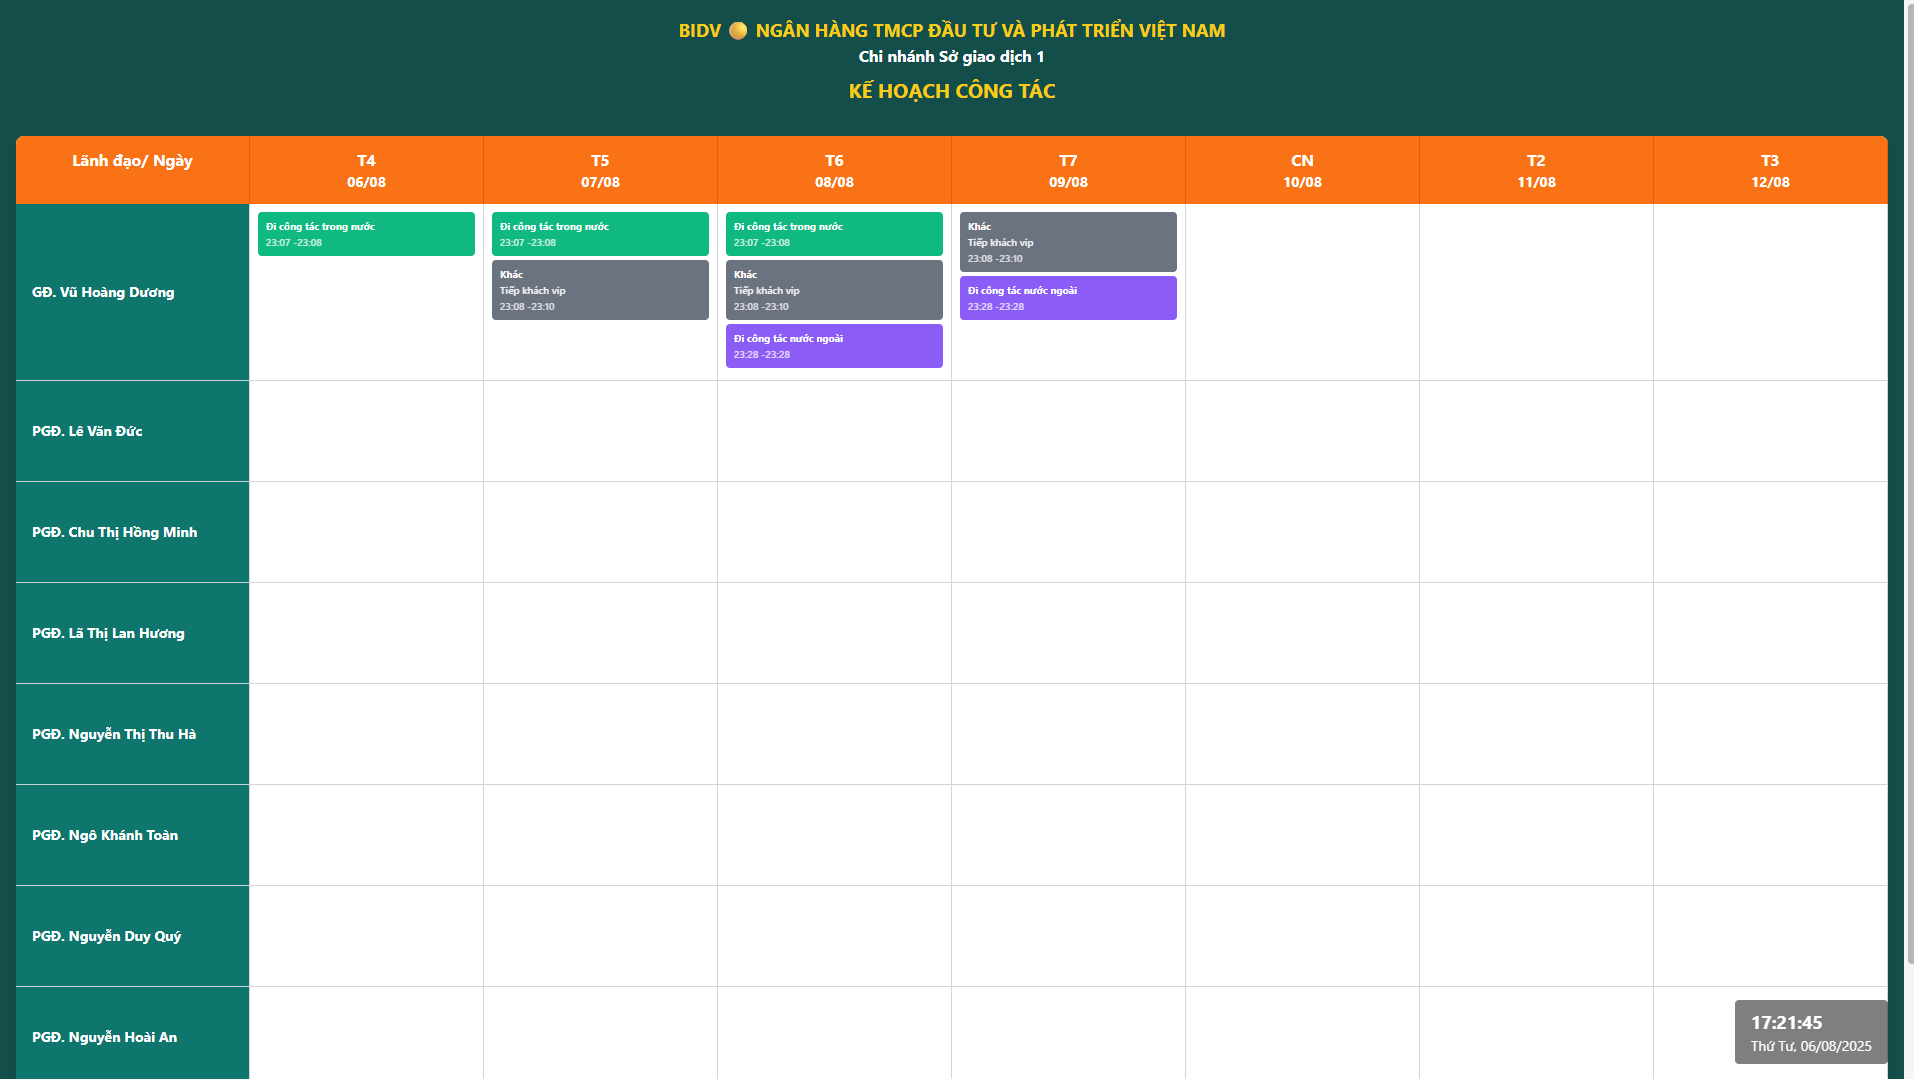 BIDV NGÂN HÀNG TMCP ĐẦU TƯ VÀ PHÁT TRIỂN VIỆT NAM
Chi nhánh Sở giao dịch 1
KẾ HOẠCH CÔNG TÁC
Lãnh đạo/ Ngày
T4
06/08
T5
07/08
T6
08/08
T7
09/08
CN
10/08
T2
11/08
T3
12/08
GĐ. Vũ Hoàng Dương
Đi công tác trong nước
23:07 -23:08
Đi công tác trong nước
23:07 -23:08
Khác
Tiếp khách vip
23:08 -23:10
Đi công tác trong nước
23:07 -23:08
Khác
Tiếp khách vip
23:08 -23:10
Đi công tác nước ngoài
23:28 -23:28
Khác
Tiếp khách vip
23:08 -23:10
Đi công tác nước ngoài
23:28 -23:28
PGĐ. Lê Văn Đức
PGĐ. Chu Thị Hồng Minh
PGĐ. Lã Thị Lan Hương
PGĐ. Nguyễn Thị Thu Hà
PGĐ. Ngô Khánh Toàn
PGĐ. Nguyễn Duy Quý
PGĐ. Nguyễn Hoài An
17:21:45
Thứ Tư, 06/08/2025